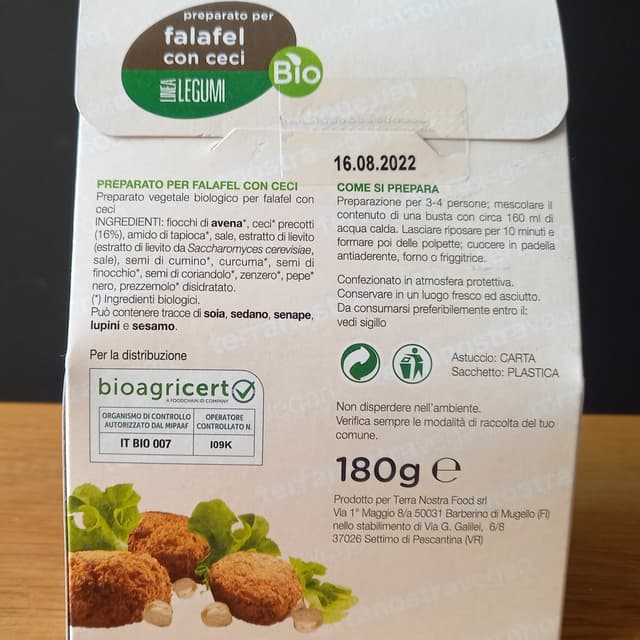 preparato per
falafel
con ceci
LINEA LEGUMI
Bio
16.08.2022
PREPARATO PER FALAFEL CON CECI
Preparato vegetale biologico per falafel con
ceci
INGREDIENTI: fiocchi di avena*, ceci* precotti
(16%), amido di tapioca*, sale, estratto di lievito
(estratto di lievito da Saccharomyces cerevisiae,
sale), semi di cumino*, curcuma*, semi di
finocchio*, semi di coriandolo*, zenzero*, pepe*
nero, prezzemolo* disidratato.
(*) Ingredienti biologici.
Può contenere tracce di soia, sedano, senape,
lupini e sesamo.
Per la distribuzione
bioagricert
A FOODCHAIN ID COMPANY
ORGANISMO DI CONTROLLO
AUTORIZZATO DAL MIPAAF
IT BIO 007
OPERATORE
CONTROLLATO N.
I09K
COME SI PREPARA
Preparazione per 3-4 persone; mescolare il
contenuto di una busta con circa 160 ml di
acqua calda. Lasciare riposare per 10 minuti e
formare poi delle polpette; cuocere in padella
antiaderente, forno o friggitrice.
Confezionato in atmosfera protettiva.
Conservare in un luogo fresco ed asciutto.
Da consumarsi preferibilmente entro il:
vedi sigillo
Astuccio: CARTA
Sacchetto: PLASTICA
Non disperdere nell'ambiente.
Verifica sempre le modalità di raccolta del tuo
comune.
180g ℮
Prodotto per Terra Nostra Food srl
Via 1° Maggio 8/a 50031 Barberino di Mugello (FI)
nello stabilimento di Via G. Galilei, 6/8
37026 Settimo di Pescantina (VR)